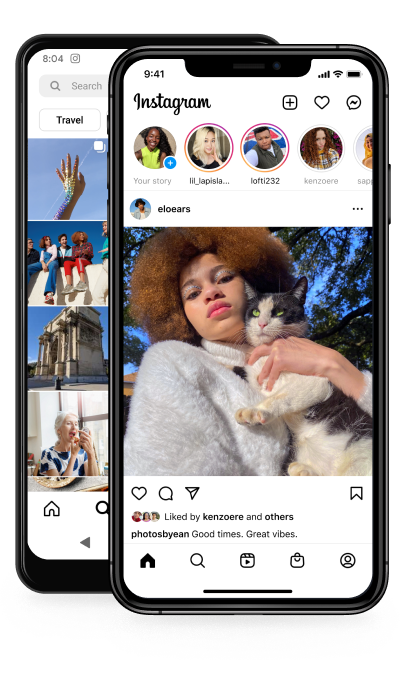 8:04
Search
Travel
9:41
Instagram
Your story
lil_lapisla...
lofti232
kenzoere
sapp
eloears
Liked by kenzoere and others
photosbyean Good times. Great vibes.